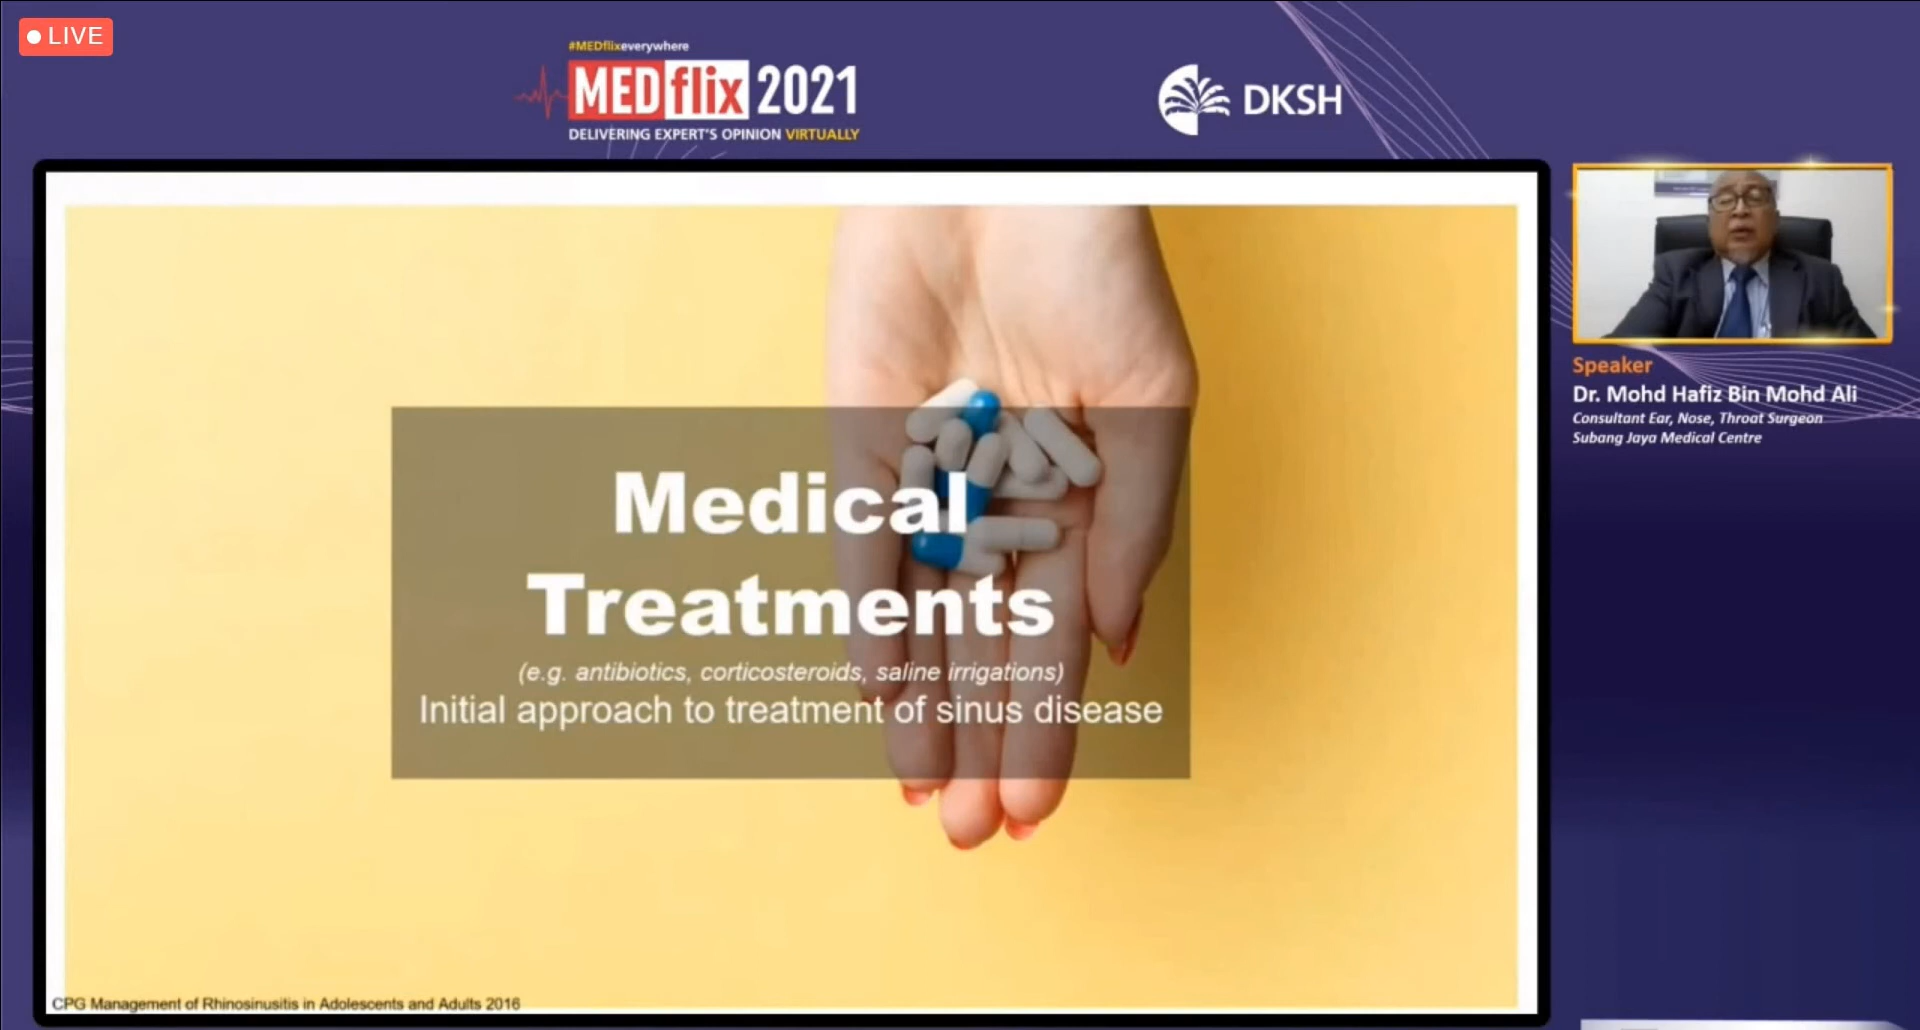 LIVE
#MEDflixeverywhere
MEDflix 2021
DELIVERING EXPERT'S OPINION VIRTUALLY
DKSH
Medical
Treatments
(e.g. antibiotics, corticosteroids, saline irrigations)
Initial approach to treatment of sinus disease
CPG Management of Rhinosinusitis in Adolescents and Adults 2016
Speaker
Dr. Mohd Hafiz Bin Mohd Ali
Consultant Ear, Nose, Throat Surgeon
Subang Jaya Medical Centre